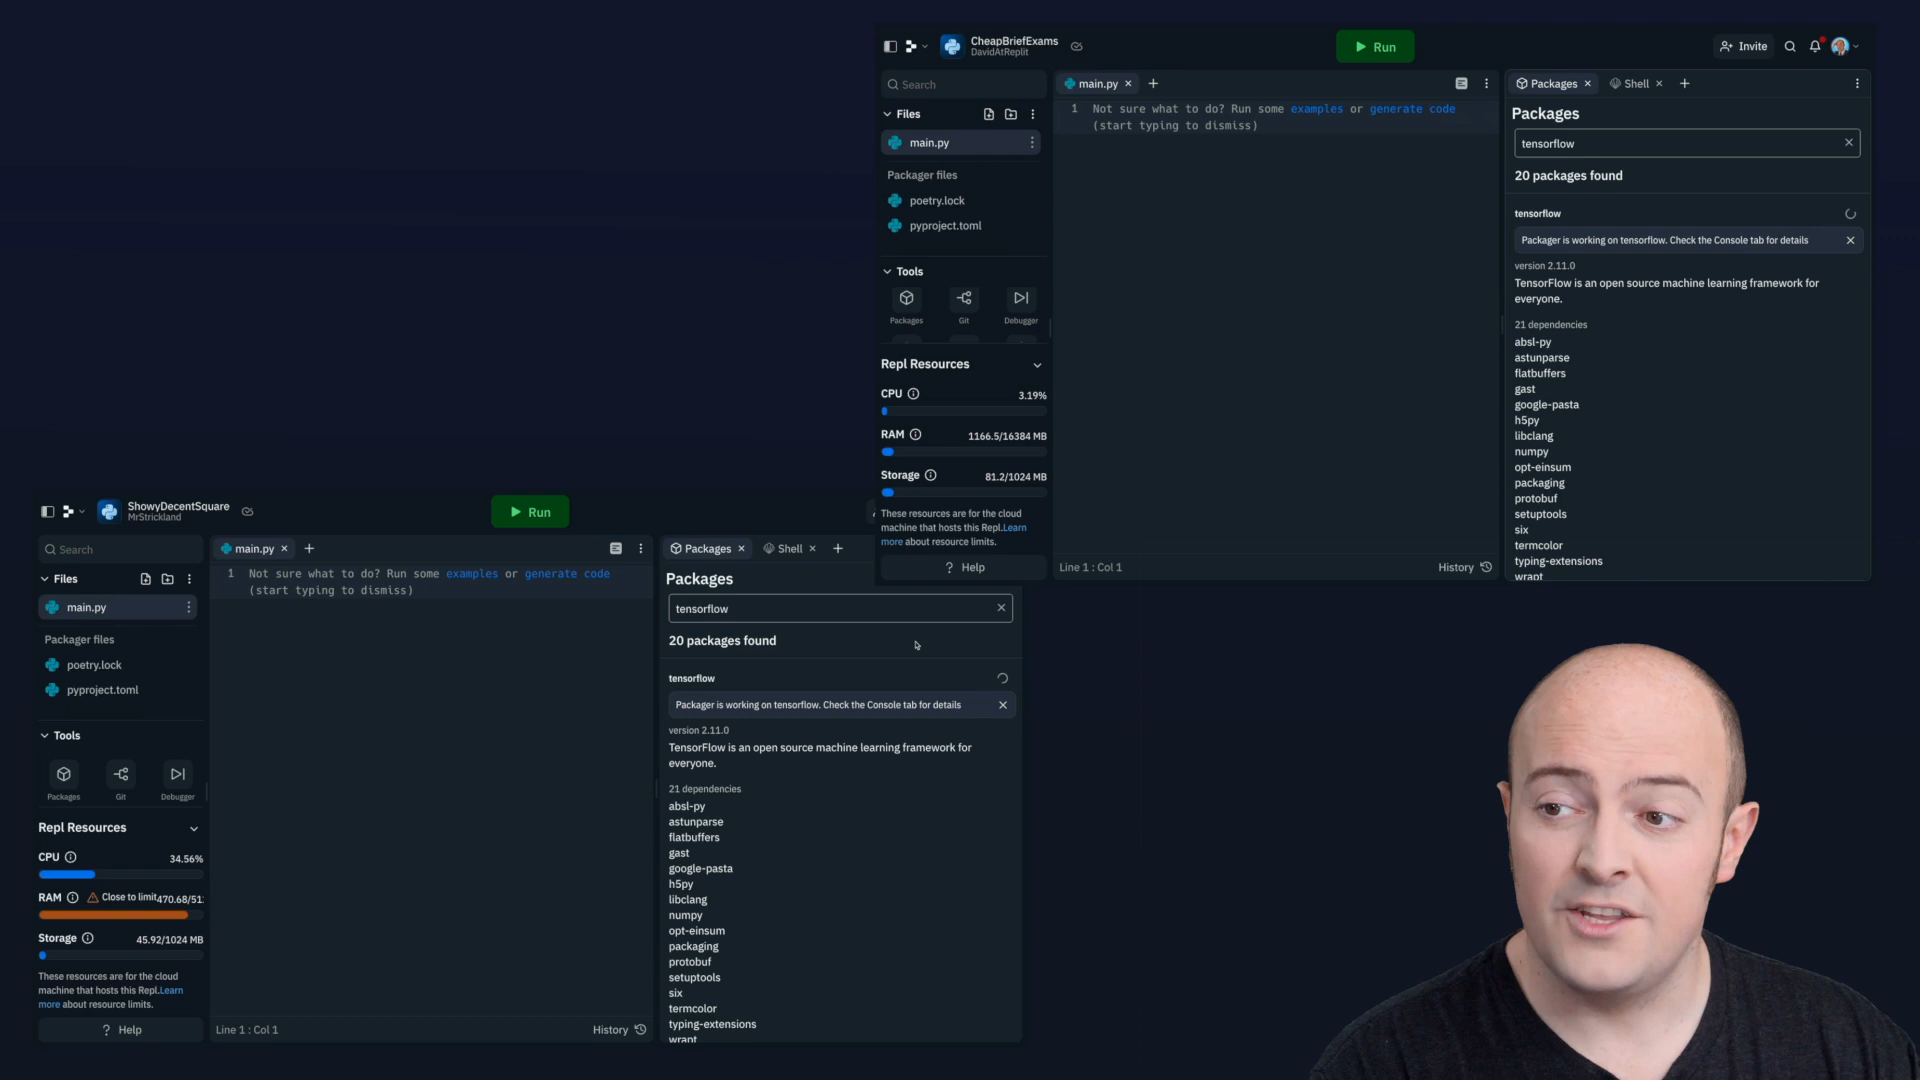 CheapBriefExams
DavidAtReplit
Run
Invite
Search
Files
main.py
Packager files
poetry.lock
pyproject.toml
Tools
Packages
Git
Debugger
Repl Resources
CPU
3.19%
RAM
1166.5/16384 MB
Storage
81.2/1024 MB
These resources are for the cloud
machine that hosts this Repl.Learn
more about resource limits.
? Help
main.py
1 Not sure what to do? Run some examples or generate code
(start typing to dismiss)
Line 1 : Col 1
History
Packages
Shell
Packages
tensorflow
20 packages found
tensorflow
Packager is working on tensorflow. Check the Console tab for details
version 2.11.0
TensorFlow is an open source machine learning framework for
everyone.
21 dependencies
absl-py
astunparse
flatbuffers
gast
google-pasta
h5py
libclang
numpy
opt-einsum
packaging
protobuf
setuptools
six
termcolor
typing-extensions
wrapt
ShowyDecentSquare
MrStrickland
Run
Search
Files
main.py
Packager files
poetry.lock
pyproject.toml
Tools
Packages
Git
Debugger
Repl Resources
CPU
34.56%
RAM
Close to limit
470.68/51
Storage
45.92/1024 MB
These resources are for the cloud
machine that hosts this Repl.Learn
more about resource limits.
? Help
main.py
1 Not sure what to do? Run some examples or generate code
(start typing to dismiss)
Line 1 : Col 1
History
Packages
Shell
Packages
tensorflow
20 packages found
tensorflow
Packager is working on tensorflow. Check the Console tab for details
version 2.11.0
TensorFlow is an open source machine learning framework for
everyone.
21 dependencies
absl-py
astunparse
flatbuffers
gast
google-pasta
h5py
libclang
numpy
opt-einsum
packaging
protobuf
setuptools
six
termcolor
typing-extensions
wrapt